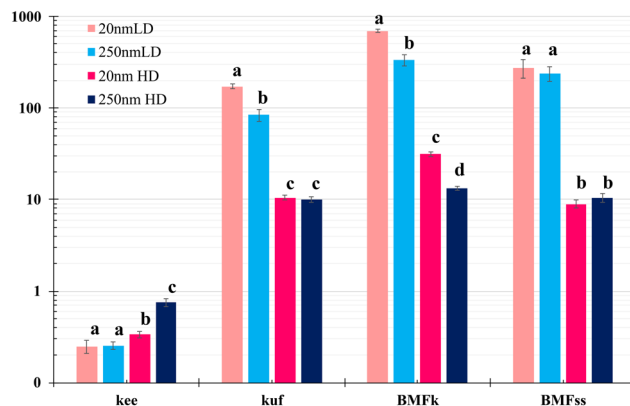 1000
100
10
1
0
20nmLD
250nmLD
20nm HD
250nm HD
a a b c
a b c c
a b c d
a a b b
kee kuf BMFk BMFss